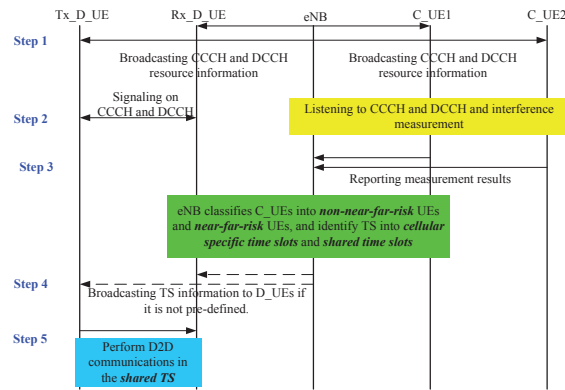 Tx_D_UE Rx_D_UE eNB C_UE1 C_UE2
Step 1
Broadcasting CCCH and DCCH
resource information
Broadcasting CCCH and DCCH
resource information
Step 2
Signaling on
CCCH and DCCH
Listening to CCCH and DCCH and interference
measurement
Step 3
Reporting measurement results
eNB classifies C_UEs into non-near-far-risk UEs
and near-far-risk UEs, and identify TS into cellular
specific time slots and shared time slots
Step 4
Broadcasting TS information to D_UEs if
it is not pre-defined.
Step 5
Perform D2D
communications in
the shared TS